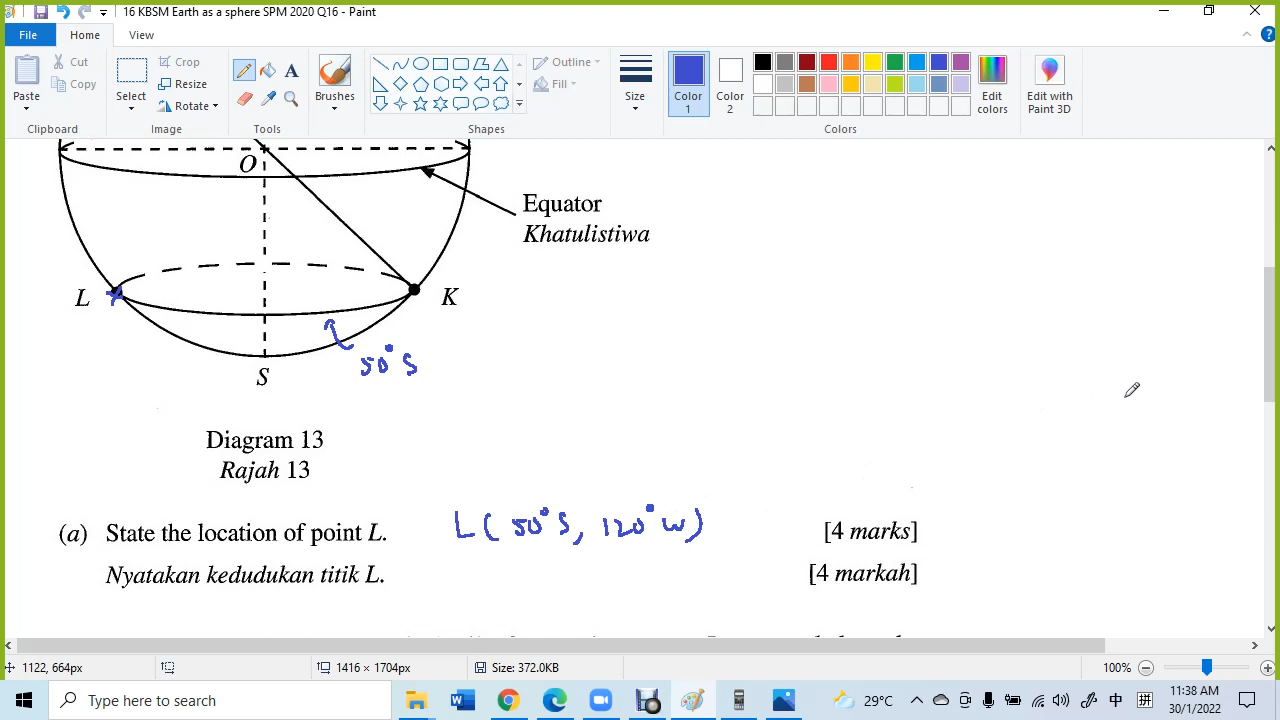 16 KBSM Earth as a sphere SPM 2020 Q16 - Paint
File Home View
Paste Cut Copy
Select Crop Resize Rotate
A
Brushes
Outline Fill
Size
Color 1 Color 2
Edit colors
Edit with Paint 3D
Clipboard Image Tools Shapes Colors
O
Equator
Khatulistiwa
L
K
50° S
S
Diagram 13
Rajah 13
(a) State the location of point L. L(50°S, 120°W) [4 marks]
Nyatakan kedudukan titik L. [4 markah]
1122, 664px 1416 × 1704px Size: 372.0KB 100%
Type here to search
29°C 中 拼 11:38 AM
30/1/2022